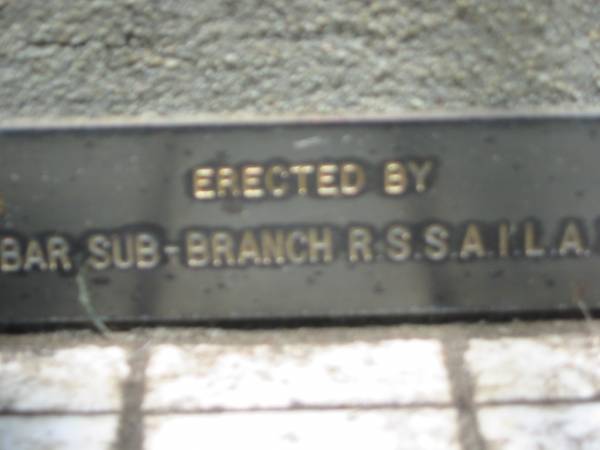 ERECTED BY
BAR SUB-BRANCH R.S.S.A.I.L.A.